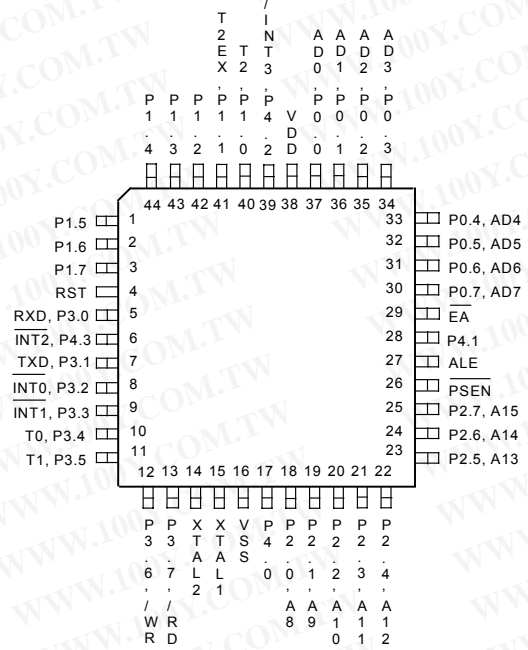 T2EX, P1.1
/INT3, P4.2
P1.4
P1.3
P1.2
T2, P1.0
VDD
AD0, P0.0
AD1, P0.1
AD2, P0.2
AD3, P0.3
44 43 42 41 40 39 38 37 36 35 34
P1.5 1
P1.6 2
P1.7 3
RST 4
RXD, P3.0 5
INT2, P4.3 6
TXD, P3.1 7
INT0, P3.2 8
INT1, P3.3 9
T0, P3.4 10
T1, P3.5 11
33 P0.4, AD4
32 P0.5, AD5
31 P0.6, AD6
30 P0.7, AD7
29 EA
28 P4.1
27 ALE
26 PSEN
25 P2.7, A15
24 P2.6, A14
23 P2.5, A13
12 13 14 15 16 17 18 19 20 21 22
P3.6, /WR
P3.7, /RD
XTAL2
XTAL1
VSS
P4.0
P2.0, A8
P2.1, A9
P2.2, A10
P2.3, A11
P2.4, A12
WWW.100Y.COM.TW